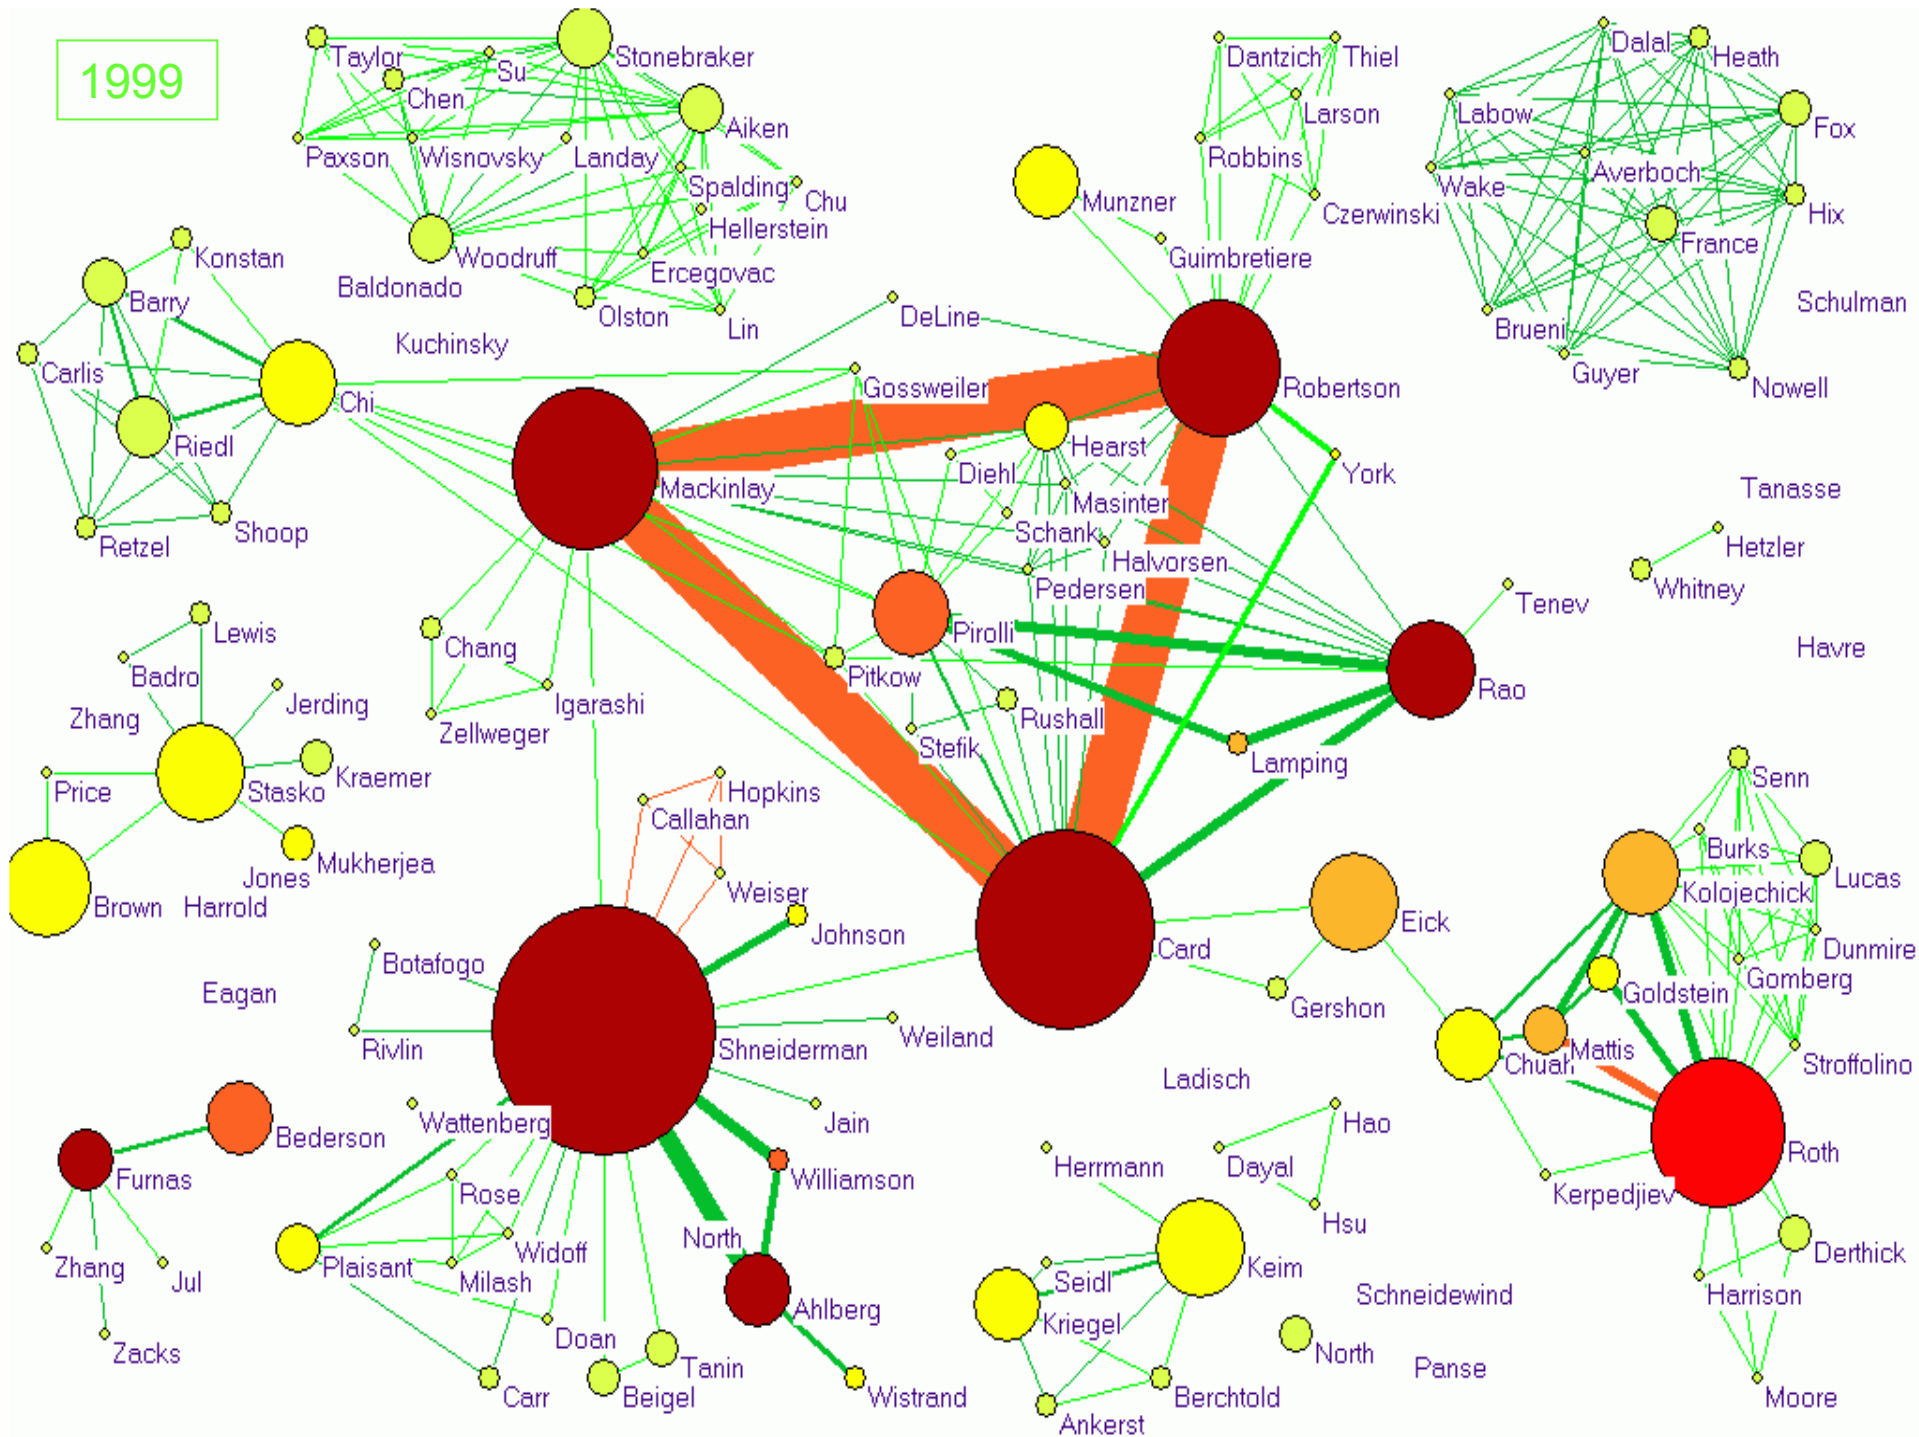 1999
Taylor
Su
Stonebraker
Chen
Aiken
Paxson
Wisnovsky
Landay
Spalding
Chu
Hellerstein
Woodruff
Ercegovac
Baldonado
Olston
Lin
Kuchinsky
Dantzich
Thiel
Larson
Robbins
Munzner
Czerwinski
Guimbretiere
Dalal
Heath
Labow
Fox
Averboch
Wake
Hix
France
Schulman
Brueni
Guyer
Nowell
Konstan
Barry
Carlis
Chi
Riedl
Retzel
Shoop
DeLine
Gossweiler
Robertson
Hearst
Diehl
York
Mackinlay
Masinter
Schank
Halvorsen
Pedersen
Tanasse
Hetzler
Whitney
Tenev
Havre
Pirolli
Pitkow
Rao
Rushall
Stefik
Lamping
Chang
Igarashi
Zellweger
Lewis
Badro
Jerding
Zhang
Kraemer
Price
Stasko
Mukherjea
Jones
Brown
Harrold
Eagan
Hopkins
Callahan
Weiser
Johnson
Botafogo
Card
Eick
Gershon
Rivlin
Shneiderman
Weiland
Senn
Burks
Lucas
Kolojechick
Dunmire
Gomberg
Goldstein
Chuah
Mattis
Stroffolino
Ladisch
Roth
Kerpedjiev
Derthick
Harrison
Moore
Wattenberg
Jain
Bederson
Furnas
Williamson
Rose
North
Widoff
Plaisant
Milash
Zhang
Jul
Zacks
Ahlberg
Doan
Tanin
Carr
Beigel
Wistrand
Herrmann
Dayal
Hao
Hsu
Keim
Seidl
Kriegel
Schneidewind
North
Panse
Berchtold
Ankerst